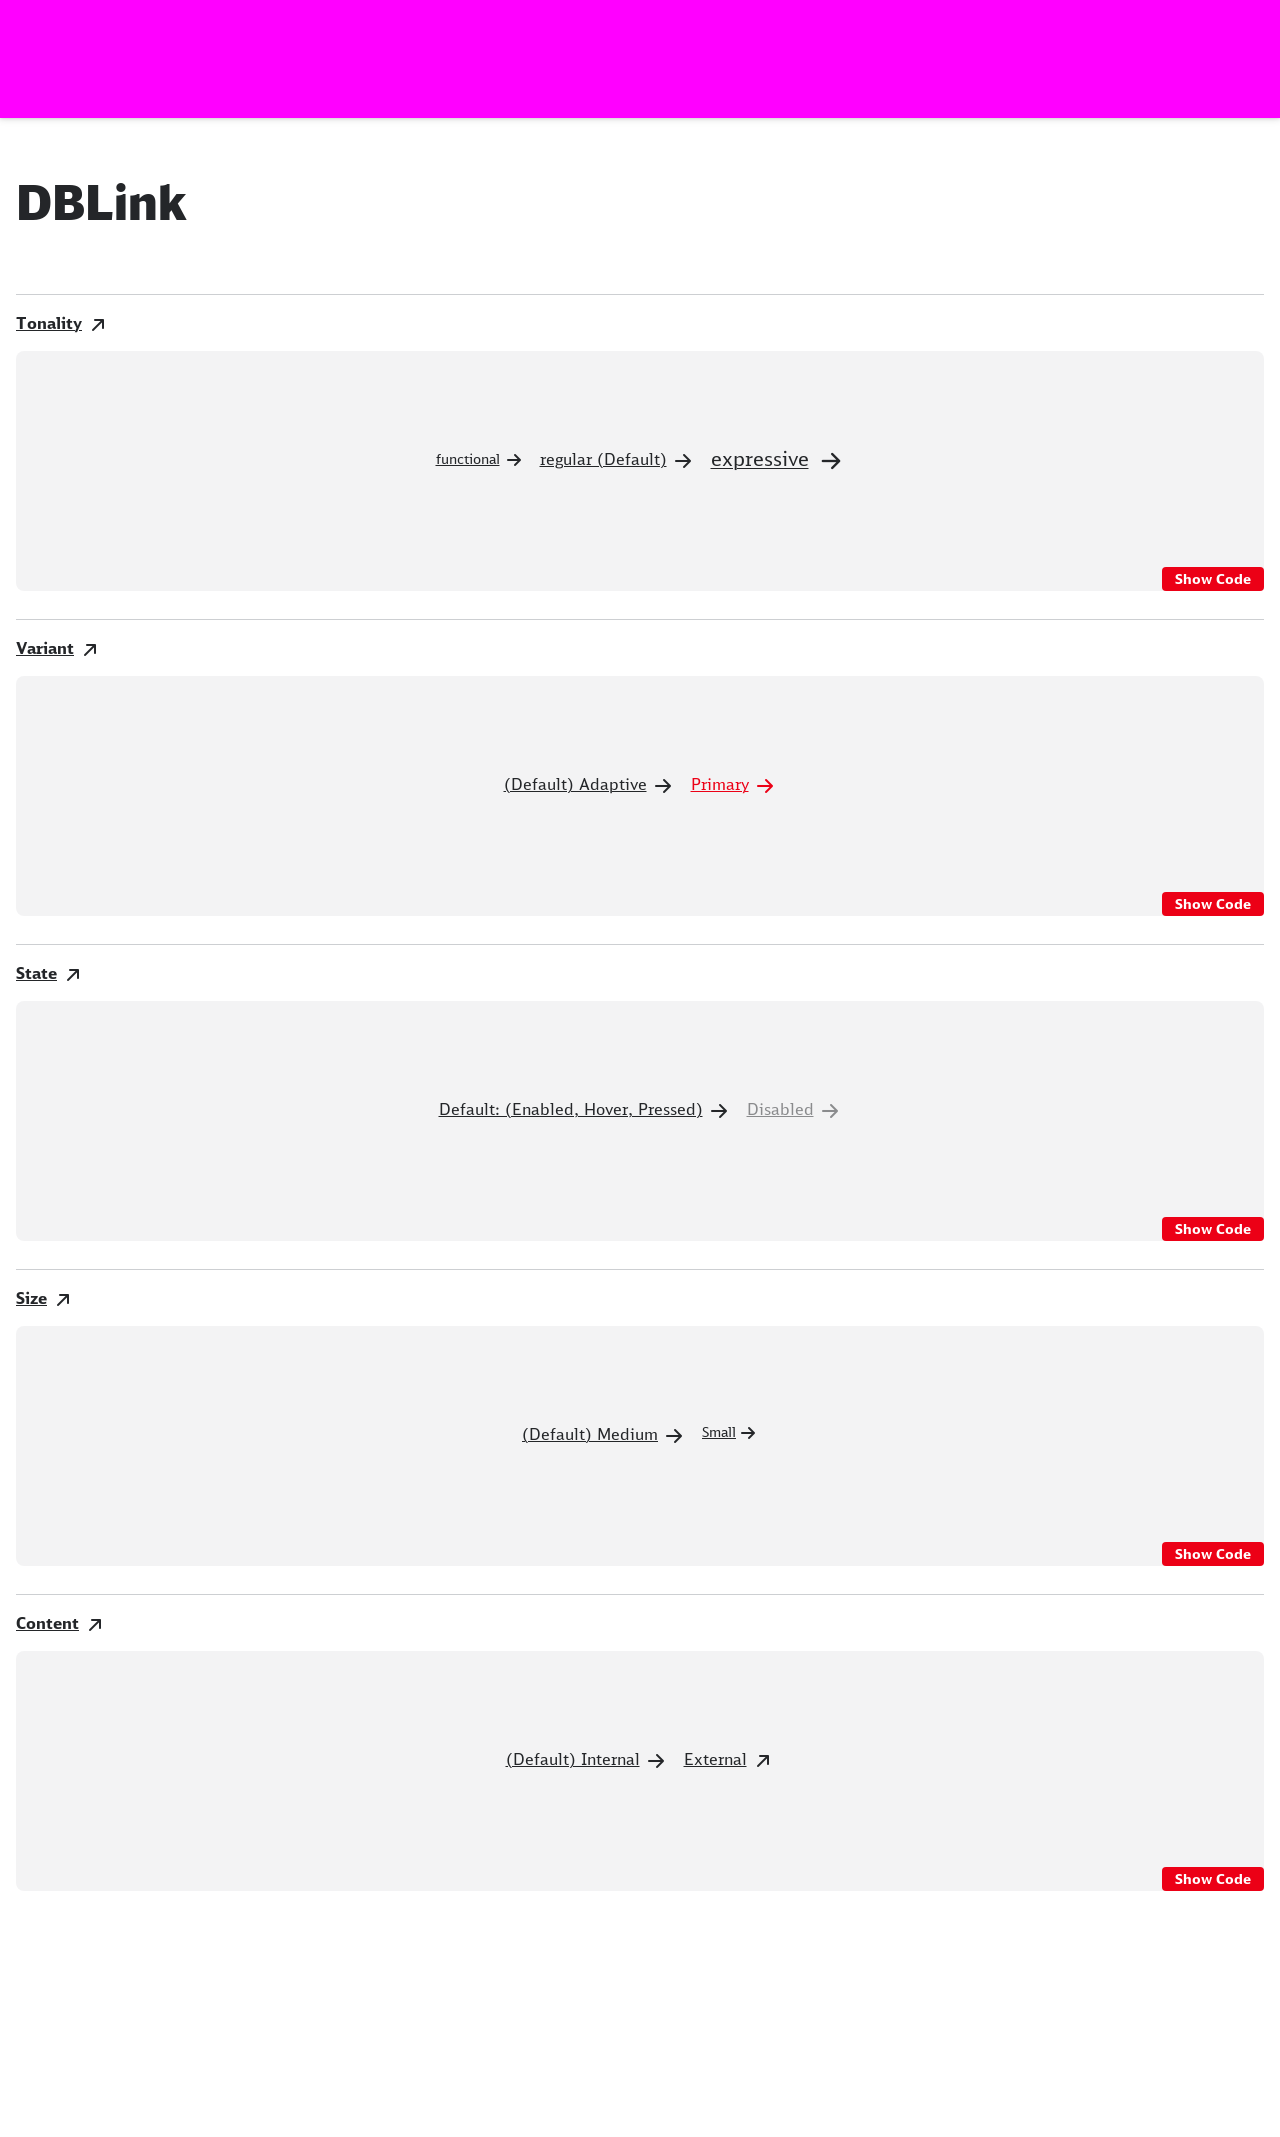 DBLink
Tonality
functional regular (Default) expressive
Show Code
Variant
(Default) Adaptive Primary
Show Code
State
Default: (Enabled, Hover, Pressed) Disabled
Show Code
Size
(Default) Medium Small
Show Code
Content
(Default) Internal External
Show Code